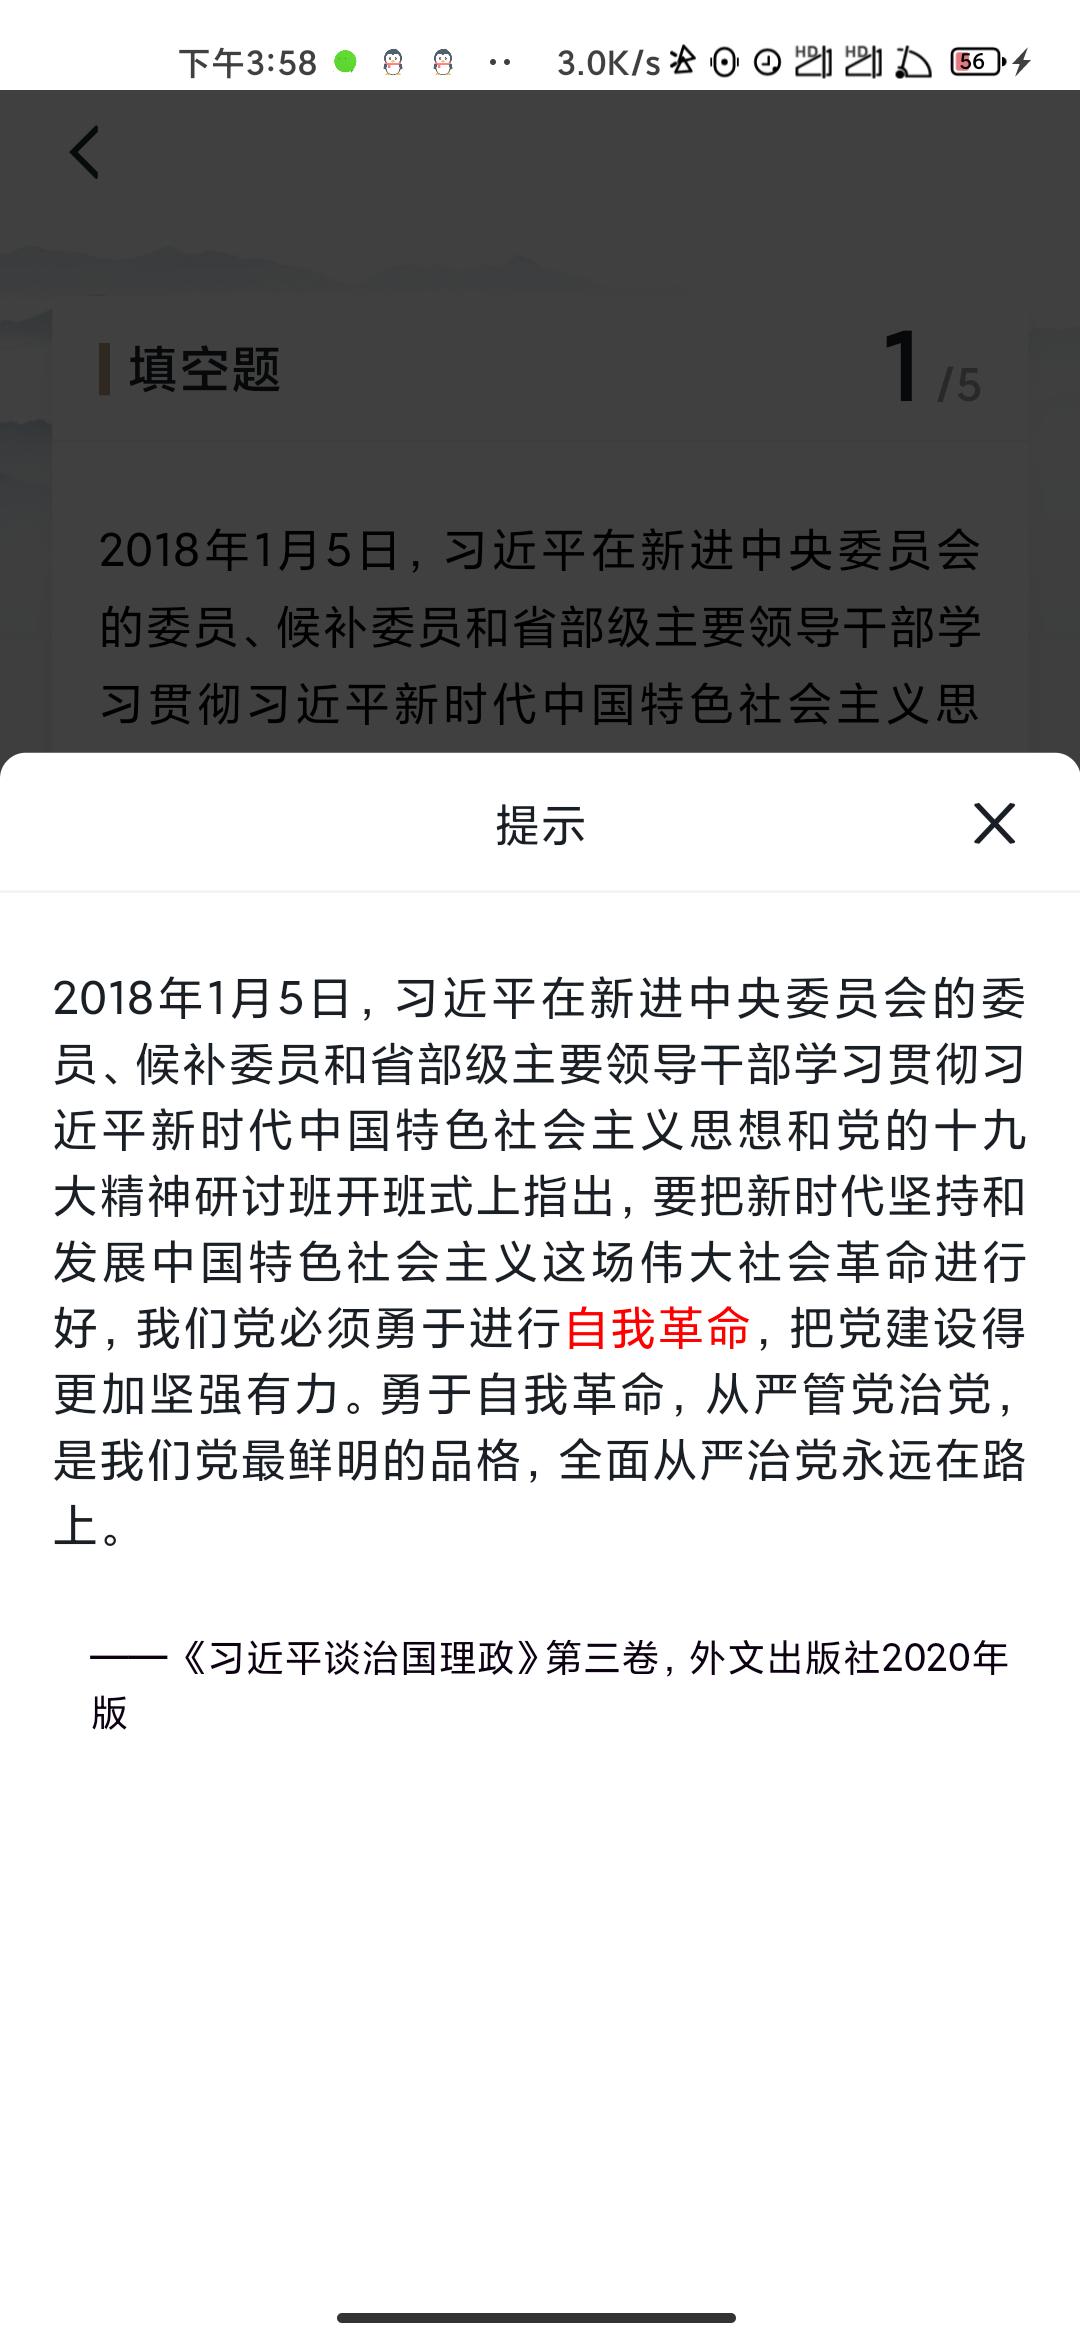 下午3:58 3.0K/s HD HD 56
填空题 1/5
2018年1月5日，习近平在新进中央委员会
的委员、候补委员和省部级主要领导干部学
习贯彻习近平新时代中国特色社会主义思
提示
2018年1月5日，习近平在新进中央委员会的委
员、候补委员和省部级主要领导干部学习贯彻习
近平新时代中国特色社会主义思想和党的十九
大精神研讨班开班式上指出，要把新时代坚持和
发展中国特色社会主义这场伟大社会革命进行
好，我们党必须勇于进行自我革命，把党建设得
更加坚强有力。勇于自我革命，从严管党治党，
是我们党最鲜明的品格，全面从严治党永远在路
上。
——《习近平谈治国理政》第三卷，外文出版社2020年
版